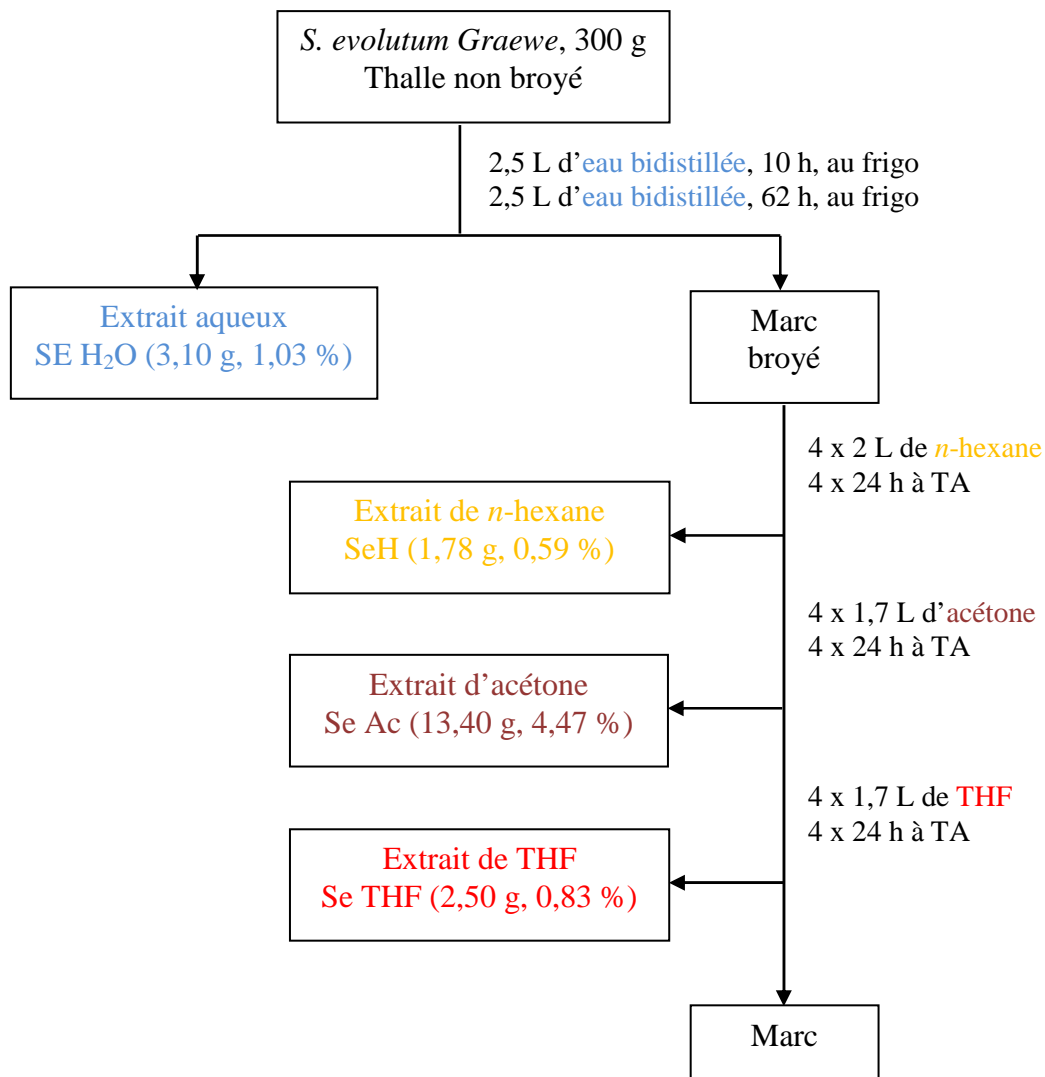 S. evolutum Graewe, 300 g
Thalle non broyé
2,5 L d’eau bidistillée, 10 h, au frigo
2,5 L d’eau bidistillée, 62 h, au frigo
Extrait aqueux
SE H₂O (3,10 g, 1,03 %)
Marc
broyé
4 x 2 L de n-hexane
4 x 24 h à TA
Extrait de n-hexane
SeH (1,78 g, 0,59 %)
4 x 1,7 L d’acétone
4 x 24 h à TA
Extrait d’acétone
Se Ac (13,40 g, 4,47 %)
4 x 1,7 L de THF
4 x 24 h à TA
Extrait de THF
Se THF (2,50 g, 0,83 %)
Marc